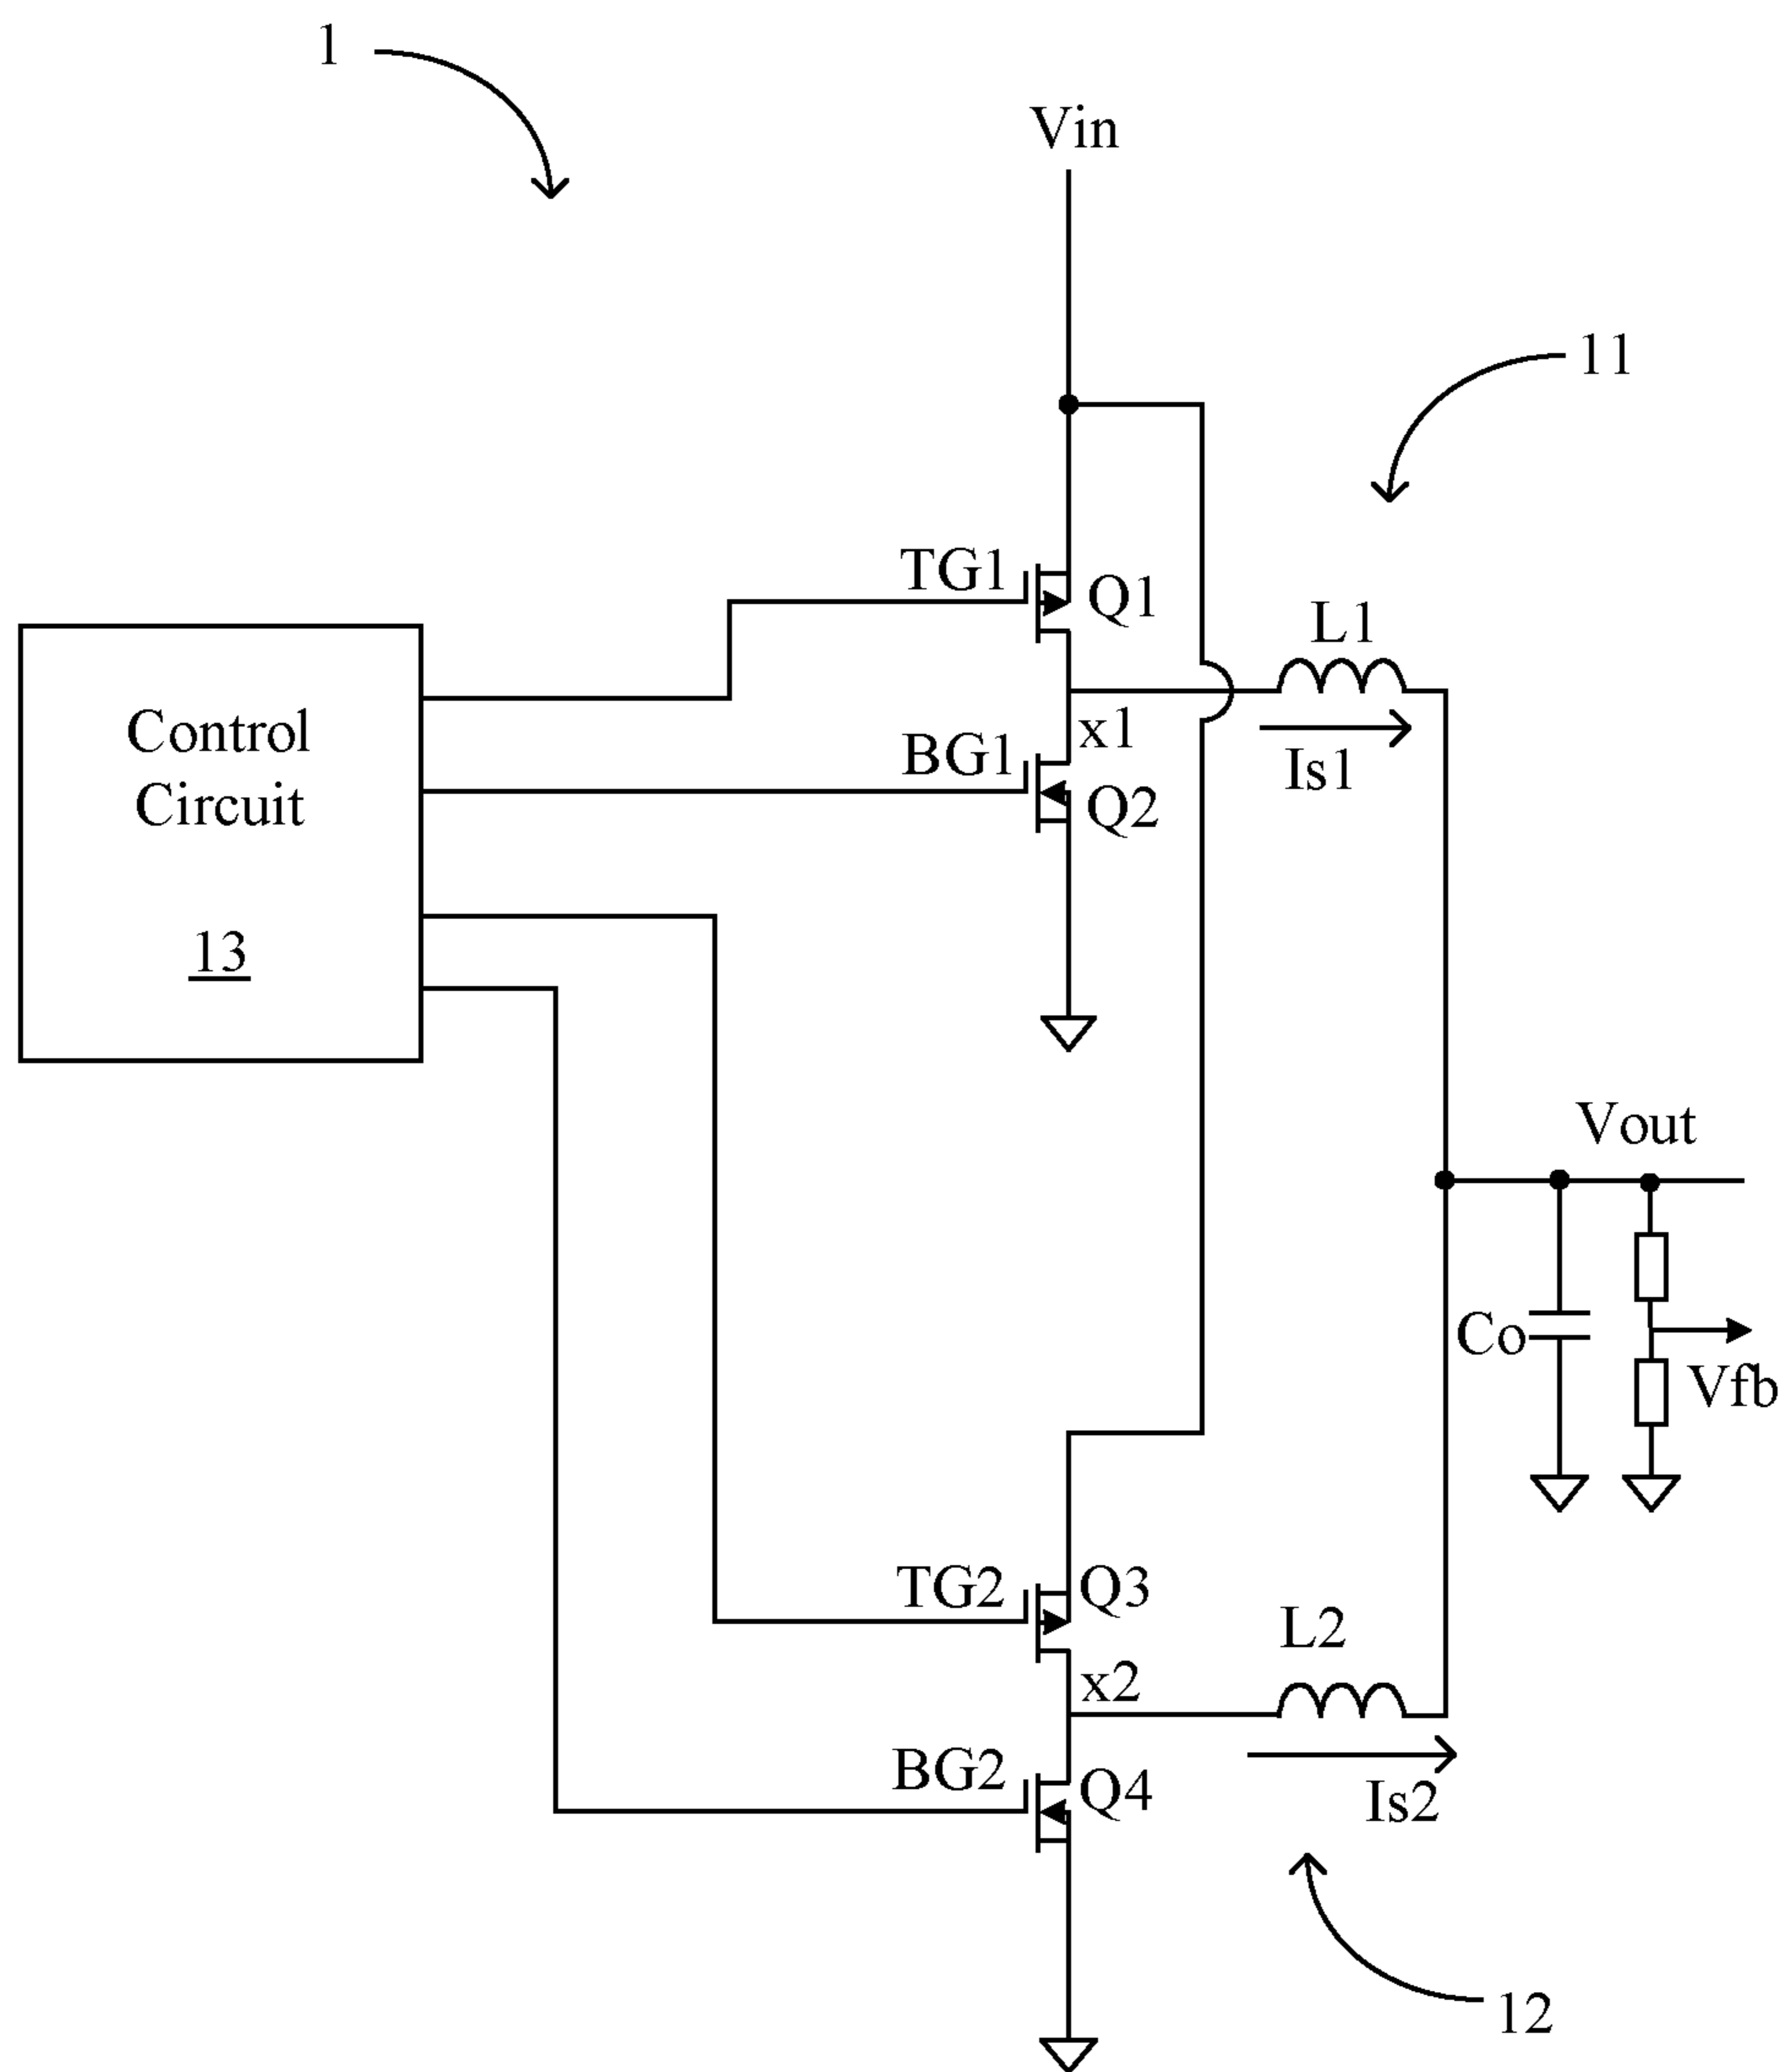 1
Vin
11
TG1
Q1
L1
Control
Circuit
x1
BG1
Is1
Q2
13
Vout
Co
Vfb
TG2
Q3
L2
x2
BG2
Q4
Is2
12